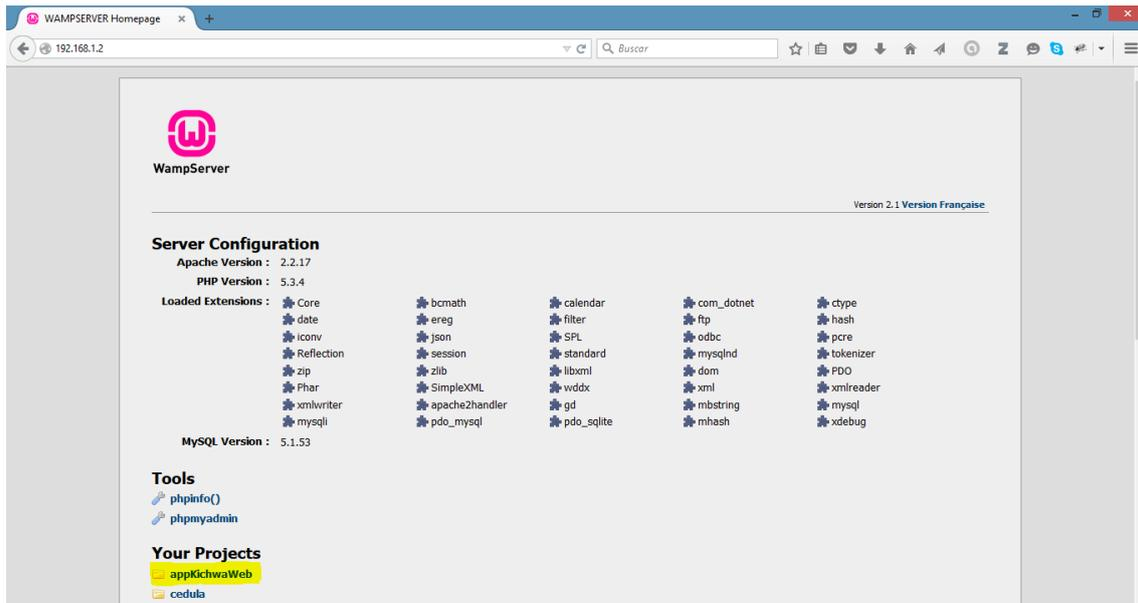 WAMPSERVER Homepage
192.168.1.2
Buscar
WampServer
Version 2.1 Version Française
Server Configuration
Apache Version : 2.2.17
PHP Version : 5.3.4
Loaded Extensions : Core bcmath calendar com_dotnet ctype
date ereg filter ftp hash
iconv json SPL odbc pcre
Reflection session standard mysqlnd tokenizer
zip zlib libxml dom PDO
Phar SimpleXML wddx xml xmlreader
xmlwriter apache2handler gd mbstring mysql
mysqli pdo_mysql pdo_sqlite mhash xdebug
MySQL Version : 5.1.53
Tools
phpinfo()
phpmyadmin
Your Projects
appKichwaWeb
cedula